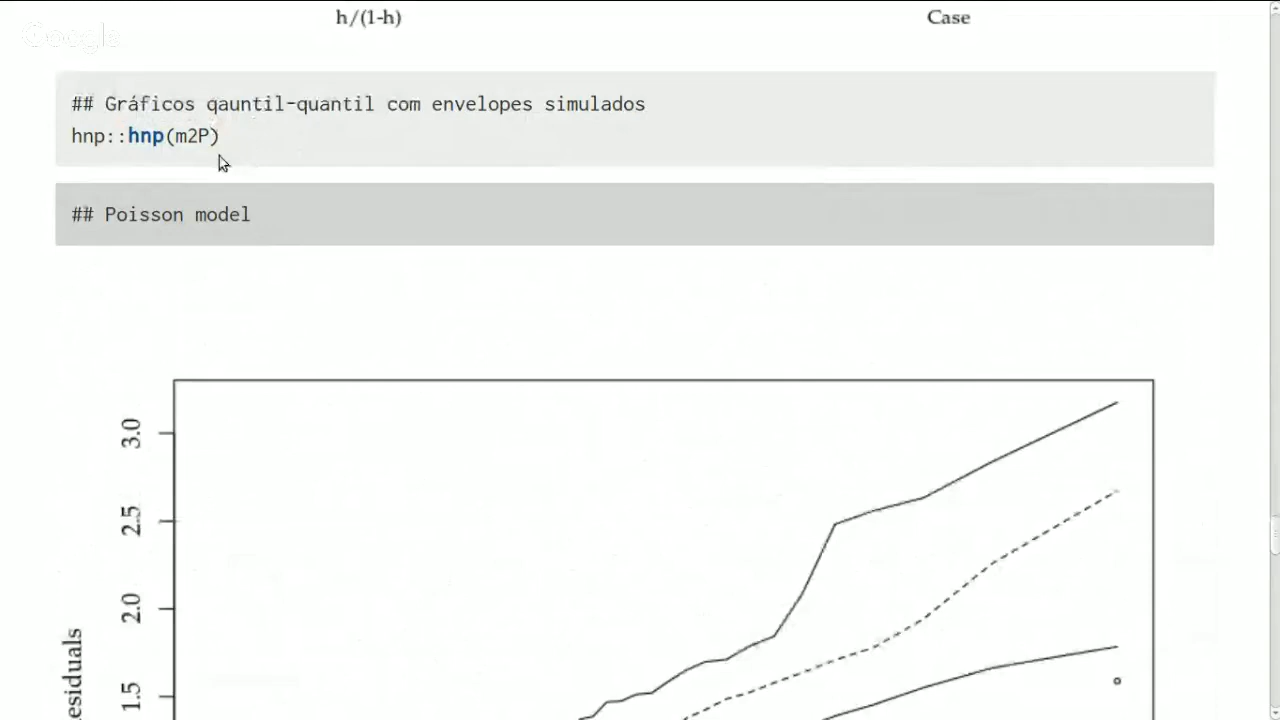 h/(1-h)
Case
Google
## Gráficos qauntil-quantil com envelopes simulados
hnp::hnp(m2P)
## Poisson model
3.0
2.5
2.0
1.5
esiduals